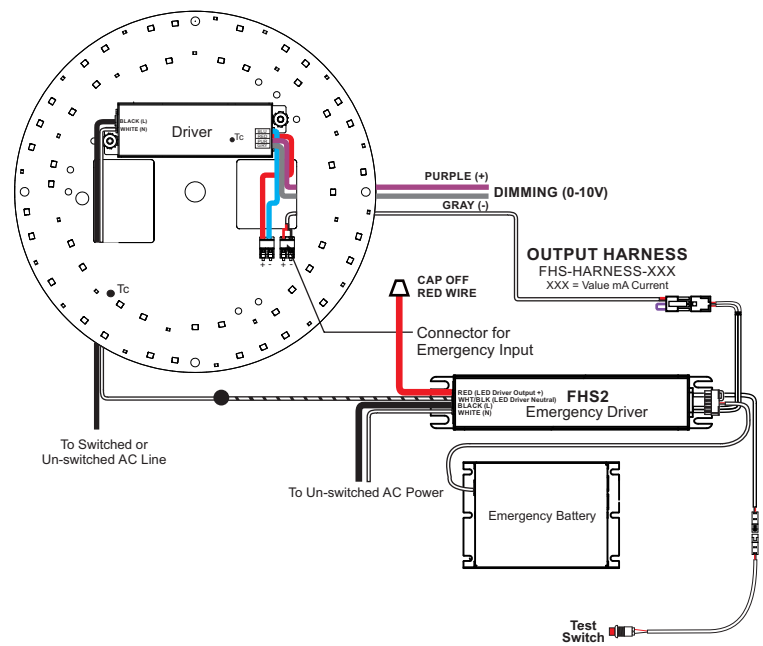 BLACK (L)
WHITE (N)
Driver
Tc
Tc
+ - + -
PURPLE (+)
DIMMING (0-10V)
GRAY (-)
OUTPUT HARNESS
FHS-HARNESS-XXX
XXX = Value mA Current
CAP OFF
RED WIRE
Connector for
Emergency Input
RED (LED Driver Output +)
WHT/BLK (LED Driver Neutral)
BLACK (L)
WHITE (N)
FHS2
Emergency Driver
To Switched or
Un-switched AC Line
To Un-switched AC Power
Emergency Battery
Test
Switch